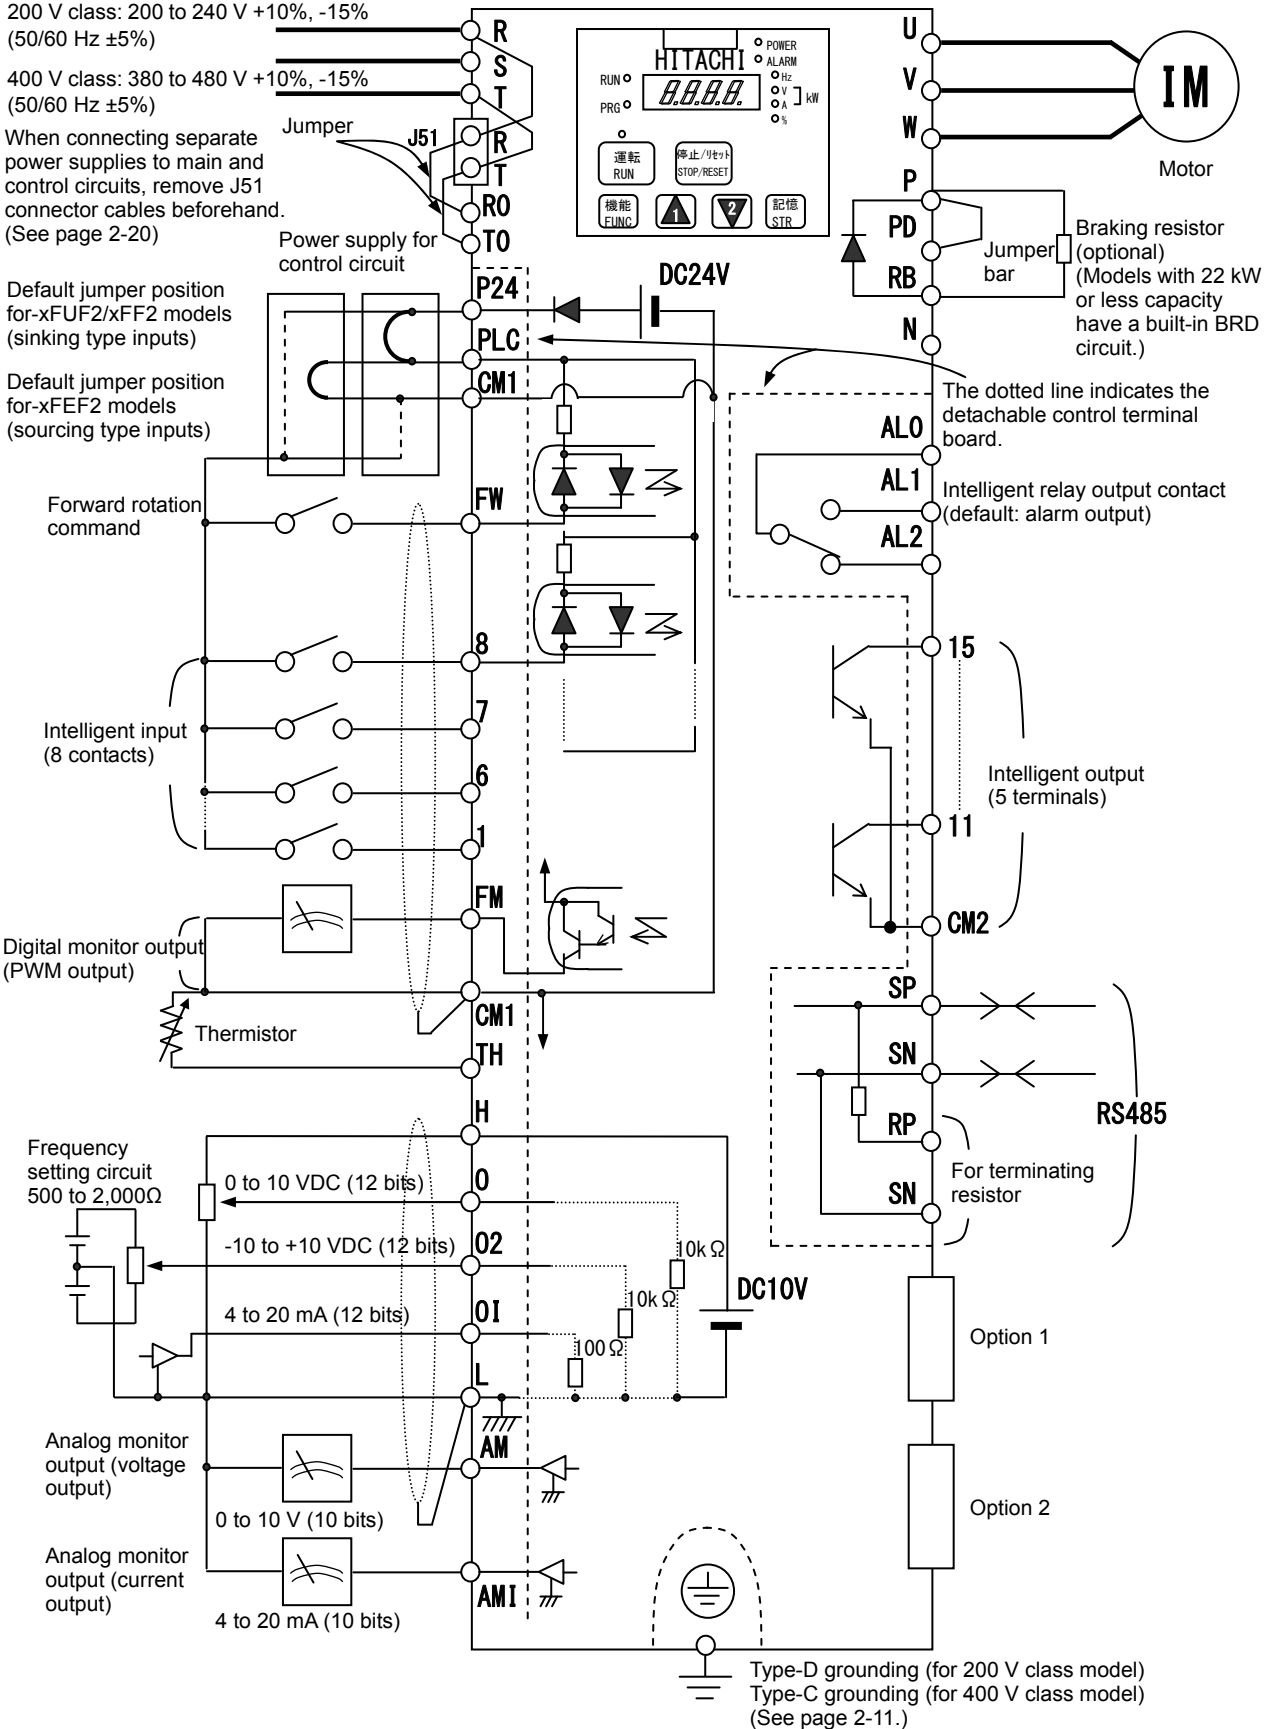 200 V class: 200 to 240 V +10%, -15%
(50/60 Hz ±5%)
400 V class: 380 to 480 V +10%, -15%
(50/60 Hz ±5%)
When connecting separate
power supplies to main and
control circuits, remove J51
connector cables beforehand.
(See page 2-20)
R
S
T
Jumper
J51
R
T
R0
T0
Power supply for
control circuit
HITACHI
POWER
ALARM
Hz
V
A
kW
%
RUN
PRG
8.8.8.8.
運転
RUN
停止/リセット
STOP/RESET
機能
FUNC
1
2
記憶
STR
U
V
W
IM
Motor
P
PD
RB
N
Jumper
bar
Braking resistor
(optional)
(Models with 22 kW
or less capacity
have a built-in BRD
circuit.)
Default jumper position
for-xFUF2/xFF2 models
(sinking type inputs)
Default jumper position
for-xFEF2 models
(sourcing type inputs)
P24
PLC
CM1
DC24V
The dotted line indicates the
detachable control terminal
board.
AL0
AL1
AL2
Intelligent relay output contact
(default: alarm output)
Forward rotation
command
FW
8
7
6
1
Intelligent input
(8 contacts)
15
11
CM2
Intelligent output
(5 terminals)
Digital monitor output
(PWM output)
FM
CM1
Thermistor
TH
SP
SN
RP
SN
RS485
For terminating
resistor
Frequency
setting circuit
500 to 2,000Ω
H
0 to 10 VDC (12 bits)
O
-10 to +10 VDC (12 bits)
O2
4 to 20 mA (12 bits)
OI
L
10kΩ
10kΩ
100Ω
DC10V
Option 1
Option 2
Analog monitor
output (voltage
output)
AM
0 to 10 V (10 bits)
Analog monitor
output (current
output)
AMI
4 to 20 mA (10 bits)
Type-D grounding (for 200 V class model)
Type-C grounding (for 400 V class model)
(See page 2-11.)